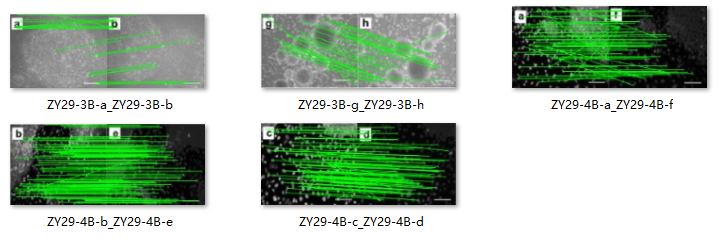 a b
ZY29-3B-a_ZY29-3B-b
g h
ZY29-3B-g_ZY29-3B-h
a f
ZY29-4B-a_ZY29-4B-f
b e
ZY29-4B-b_ZY29-4B-e
c d
ZY29-4B-c_ZY29-4B-d